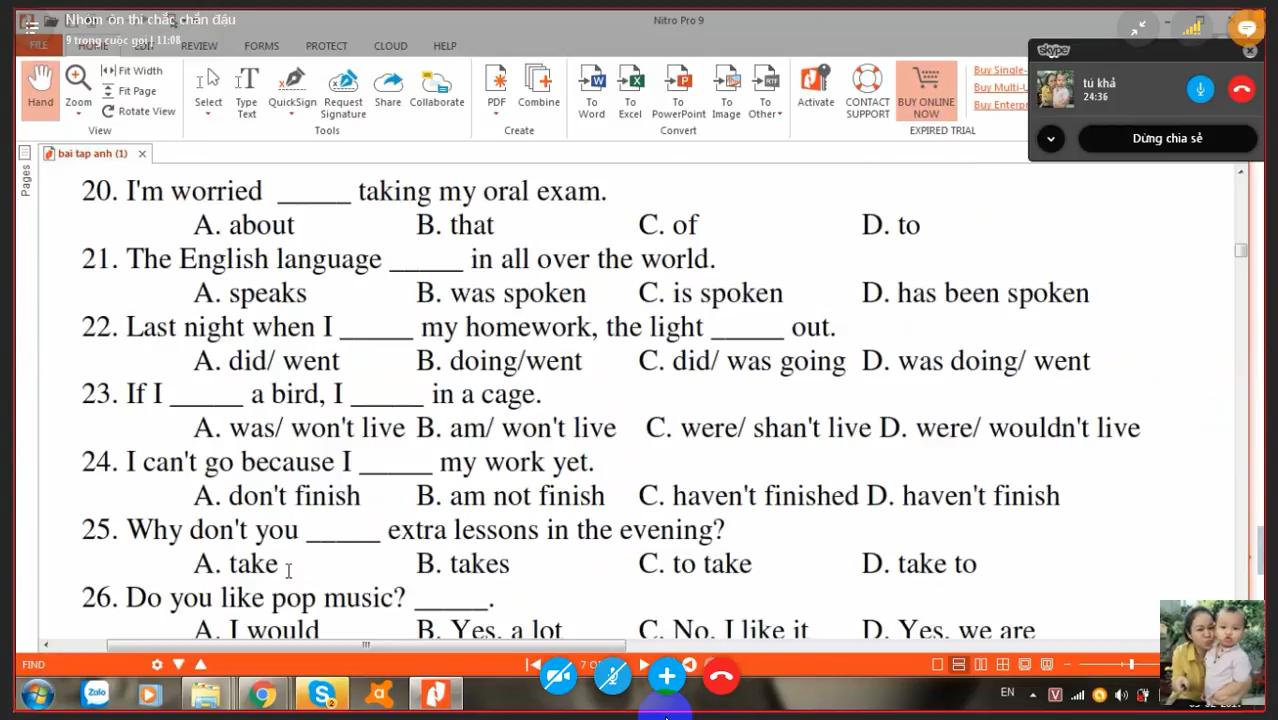 Nhóm ôn thi chắc chắn đậu
Nitro Pro 9
9 trong cuộc gọi | 11:08
FILE REVIEW FORMS PROTECT CLOUD HELP
Hand
Zoom
Fit Width
Fit Page
Rotate View
View
Select
Type Text
QuickSign
Request Signature
Share
Collaborate
Tools
PDF
Combine
Create
To Word
To Excel
To PowerPoint
To Image
To Other
Convert
Activate
CONTACT SUPPORT
BUY ONLINE NOW
EXPIRED TRIAL
Buy Single-
Buy Multi-U
Buy Enterp
skype
tú khả
24:36
Dừng chia sẻ
bai tap anh (1)
Pages
20. I'm worried _____ taking my oral exam.
A. about B. that C. of D. to
21. The English language _____ in all over the world.
A. speaks B. was spoken C. is spoken D. has been spoken
22. Last night when I _____ my homework, the light _____ out.
A. did/ went B. doing/went C. did/ was going D. was doing/ went
23. If I _____ a bird, I _____ in a cage.
A. was/ won't live B. am/ won't live C. were/ shan't live D. were/ wouldn't live
24. I can't go because I _____ my work yet.
A. don't finish B. am not finish C. haven't finished D. haven't finish
25. Why don't you _____ extra lessons in the evening?
A. take B. takes C. to take D. take to
26. Do you like pop music? _____.
A. I would B. Yes, a lot C. No, I like it D. Yes, we are
FIND
7 O
Zalo
EN